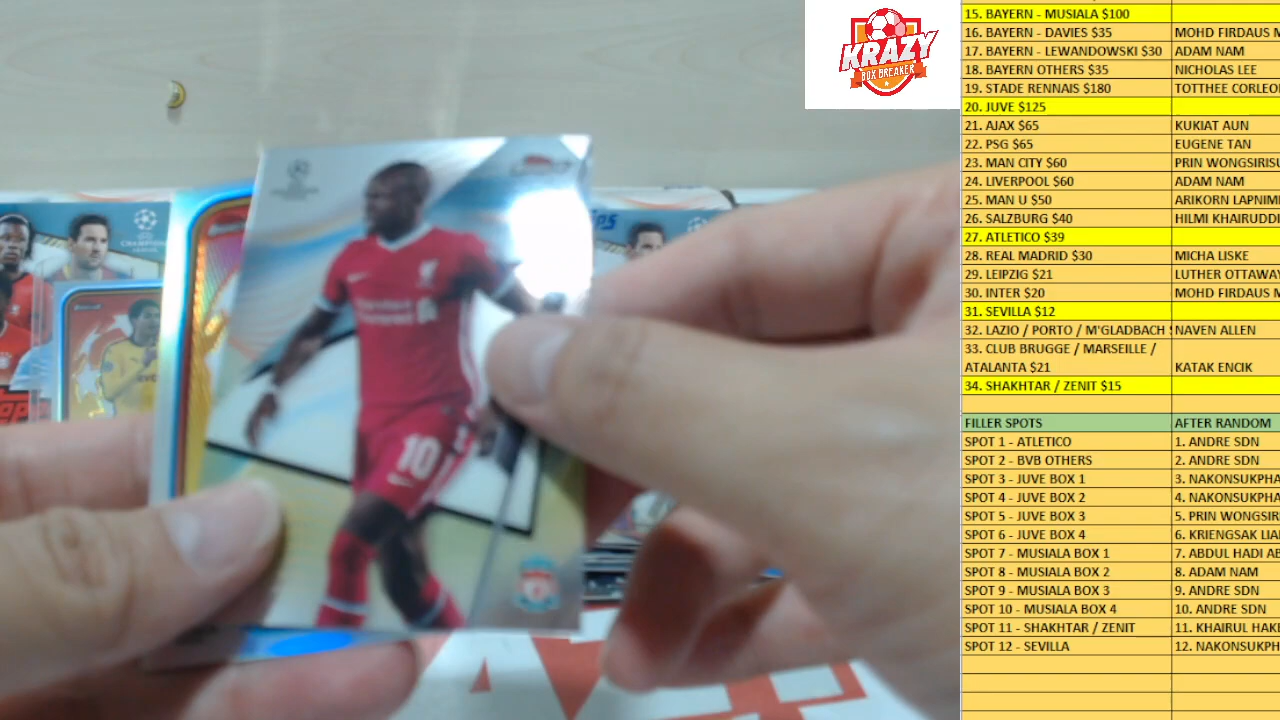 KRAZY
BOX BREAKER
15. BAYERN - MUSIALA $100
16. BAYERN - DAVIES $35 MOHD FIRDAUS M
17. BAYERN - LEWANDOWSKI $30 ADAM NAM
18. BAYERN OTHERS $35 NICHOLAS LEE
19. STADE RENNAIS $180 TOTTHEE CORLEO
20. JUVE $125
21. AJAX $65 KUKIAT AUN
22. PSG $65 EUGENE TAN
23. MAN CITY $60 PRIN WONGSIRISU
24. LIVERPOOL $60 ADAM NAM
25. MAN U $50 ARIKORN LAPNIM
26. SALZBURG $40 HILMI KHAIRUDD
27. ATLETICO $39
28. REAL MADRID $30 MICHA LISKE
29. LEIPZIG $21 LUTHER OTTAWAY
30. INTER $20 MOHD FIRDAUS M
31. SEVILLA $12
32. LAZIO / PORTO / M'GLADBACH NAVEN ALLEN
33. CLUB BRUGGE / MARSEILLE /
ATALANTA $21 KATAK ENCIK
34. SHAKHTAR / ZENIT $15
FILLER SPOTS AFTER RANDOM
SPOT 1 - ATLETICO 1. ANDRE SDN
SPOT 2 - BVB OTHERS 2. ANDRE SDN
SPOT 3 - JUVE BOX 1 3. NAKONSUKPHA
SPOT 4 - JUVE BOX 2 4. NAKONSUKPHA
SPOT 5 - JUVE BOX 3 5. PRIN WONGSIR
SPOT 6 - JUVE BOX 4 6. KRIENGSAK LIA
SPOT 7 - MUSIALA BOX 1 7. ABDUL HADI AB
SPOT 8 - MUSIALA BOX 2 8. ADAM NAM
SPOT 9 - MUSIALA BOX 3 9. ANDRE SDN
SPOT 10 - MUSIALA BOX 4 10. ANDRE SDN
SPOT 11 - SHAKHTAR / ZENIT 11. KHAIRUL HAK
SPOT 12 - SEVILLA 12. NAKONSUKPH
10